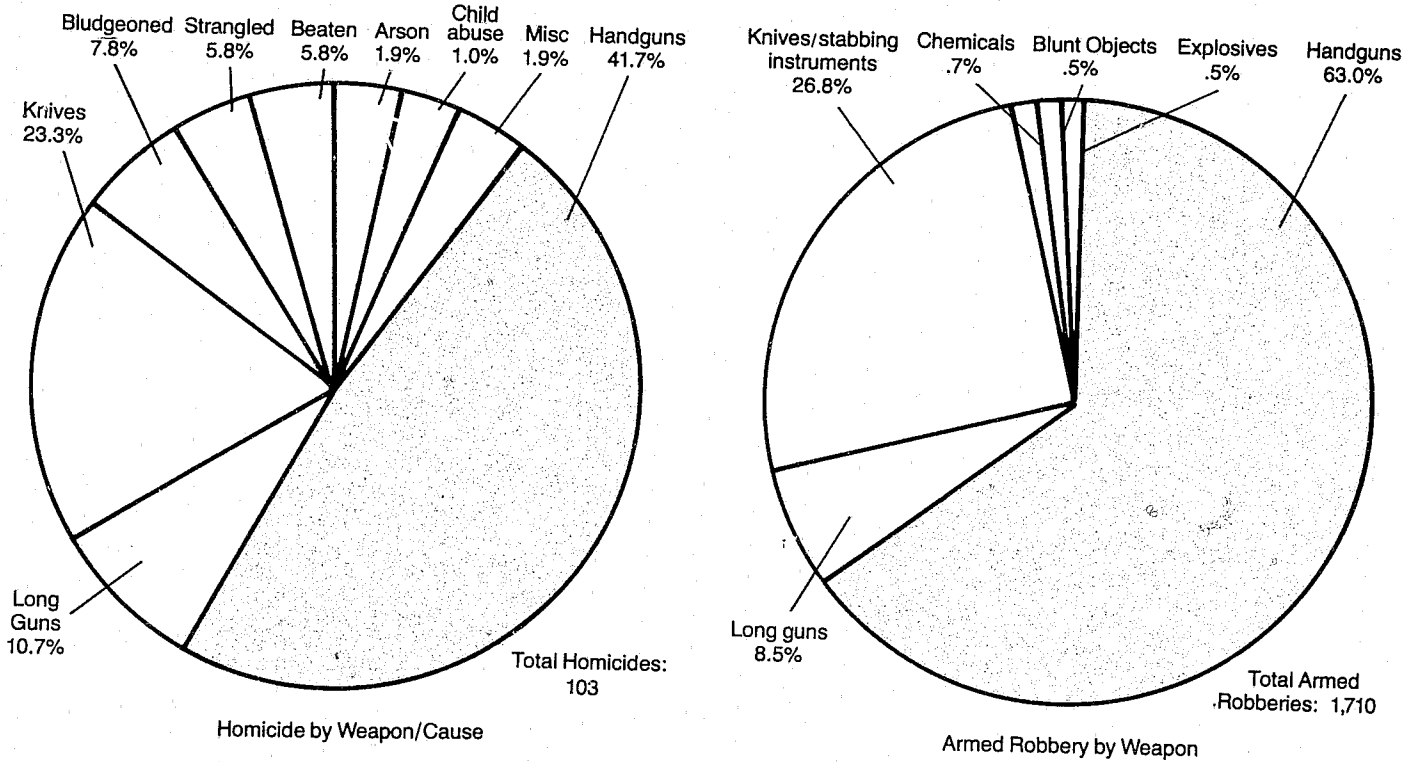 Bludgeoned
7.8%
Strangled
5.8%
Beaten
5.8%
Arson
1.9%
Child
abuse
1.0%
Misc
1.9%
Handguns
41.7%
Knives
23.3%
Long
Guns
10.7%
Total Homicides:
103
Homicide by Weapon/Cause
Knives/stabbing
instruments
26.8%
Chemicals
.7%
Blunt Objects
.5%
Explosives
.5%
Handguns
63.0%
Long guns
8.5%
Total Armed
Robberies: 1,710
Armed Robbery by Weapon